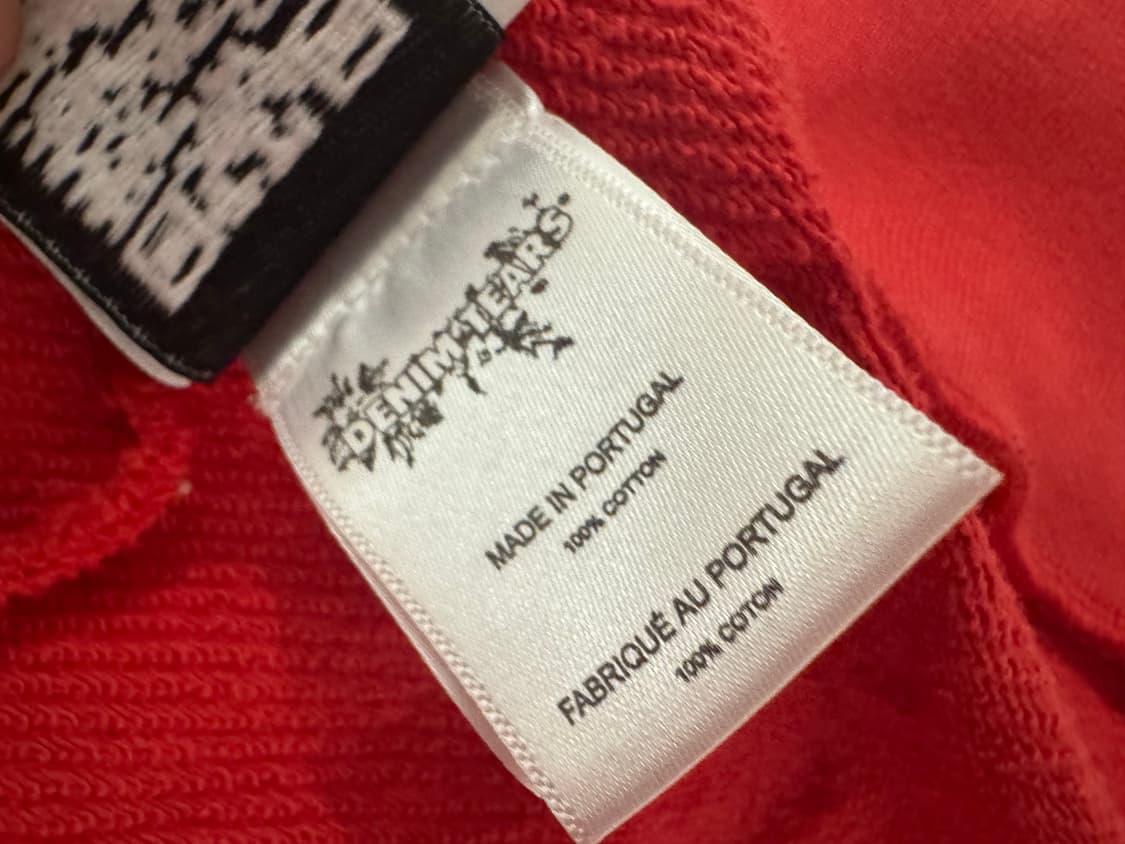 DENIM TEARS
MADE IN PORTUGAL
100% COTTON
FABRIQUÉ AU PORTUGAL
100% COTON